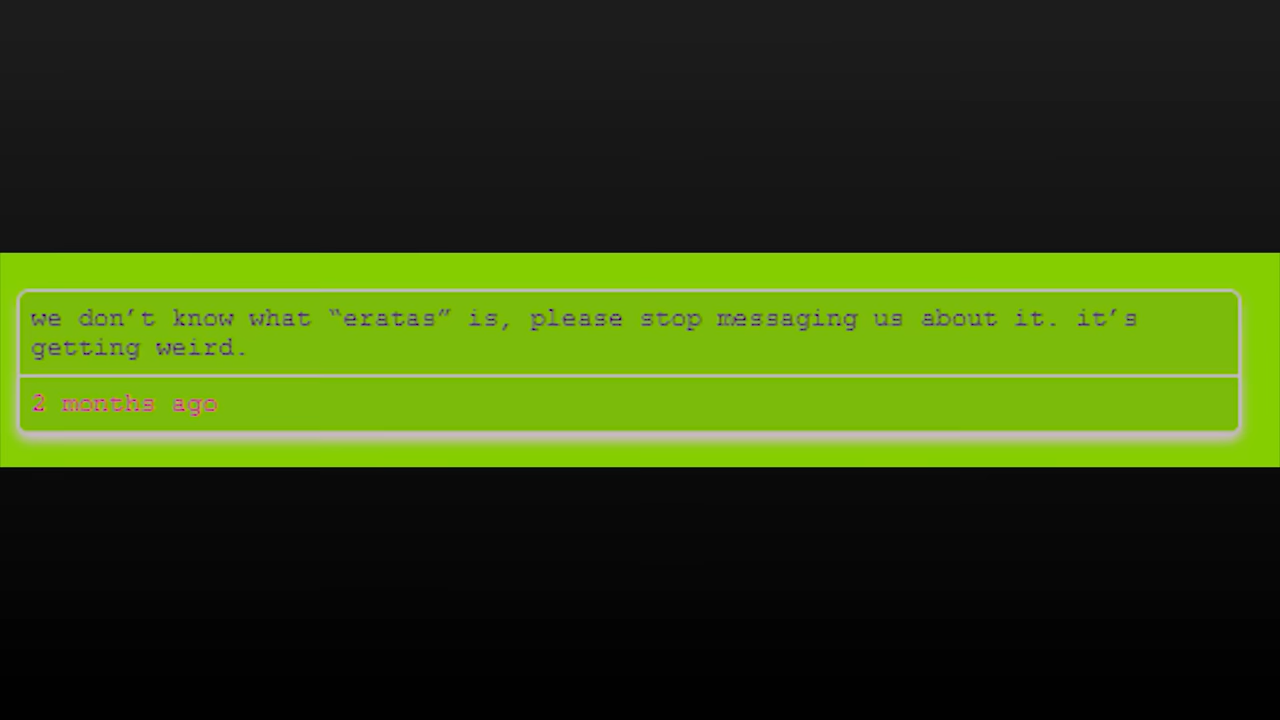 we don’t know what “eratas” is, please stop messaging us about it. it’s
getting weird.
2 months ago